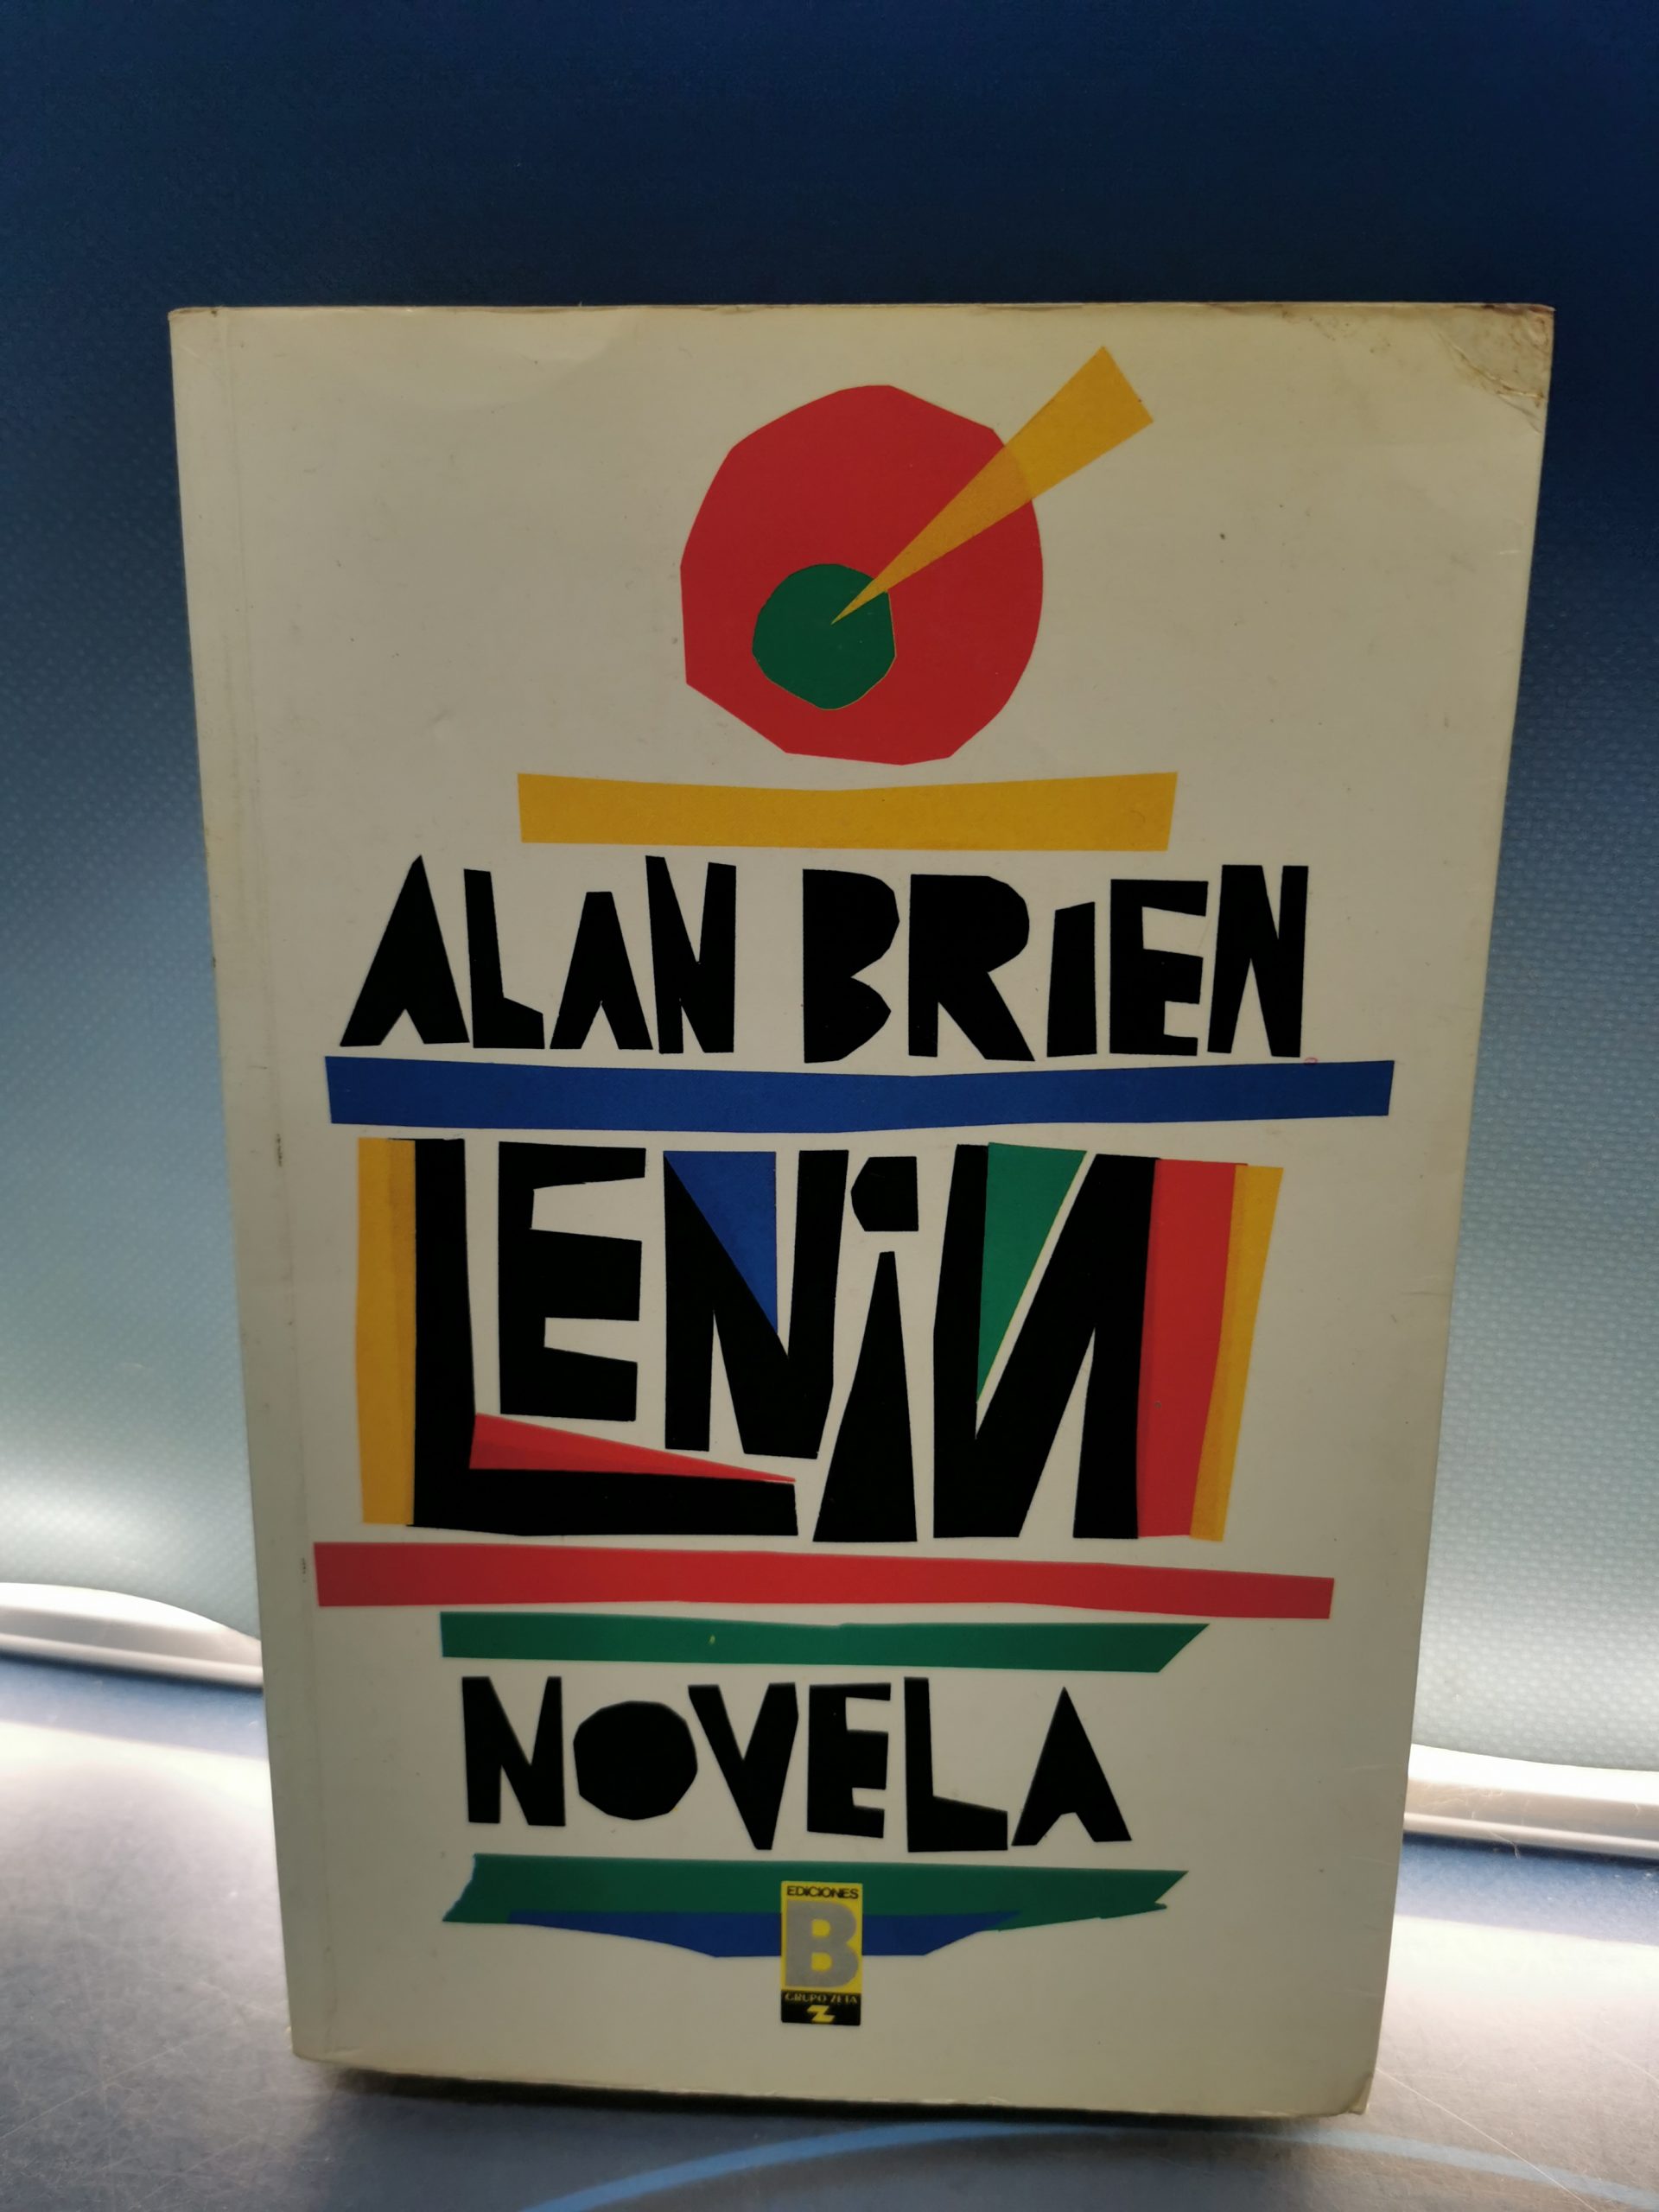 ALAN BRIEN
LENiN
NOVELA
EDICIONES
B
GRUPO ZETA
Z